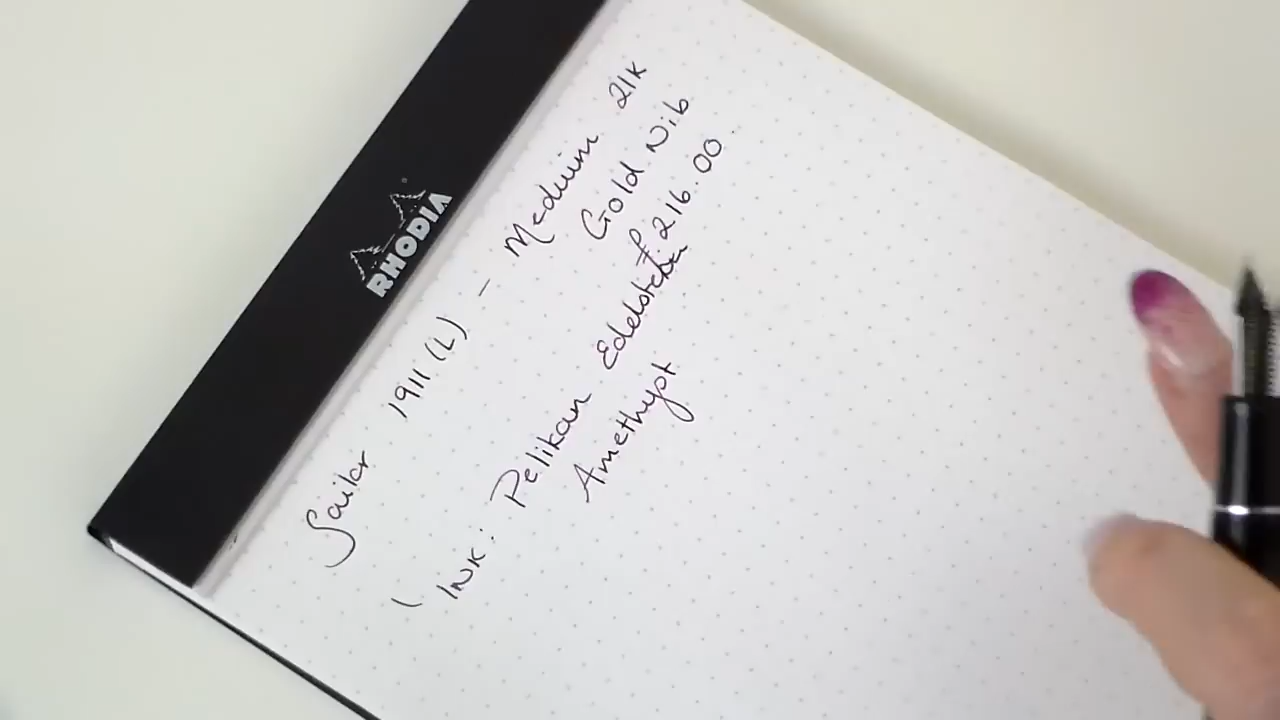 RHODIA
Sailor 1911 (L) - Medium 21K
Gold Nib
£216.00
Ink: Pelikan Edelstein
Amethyst